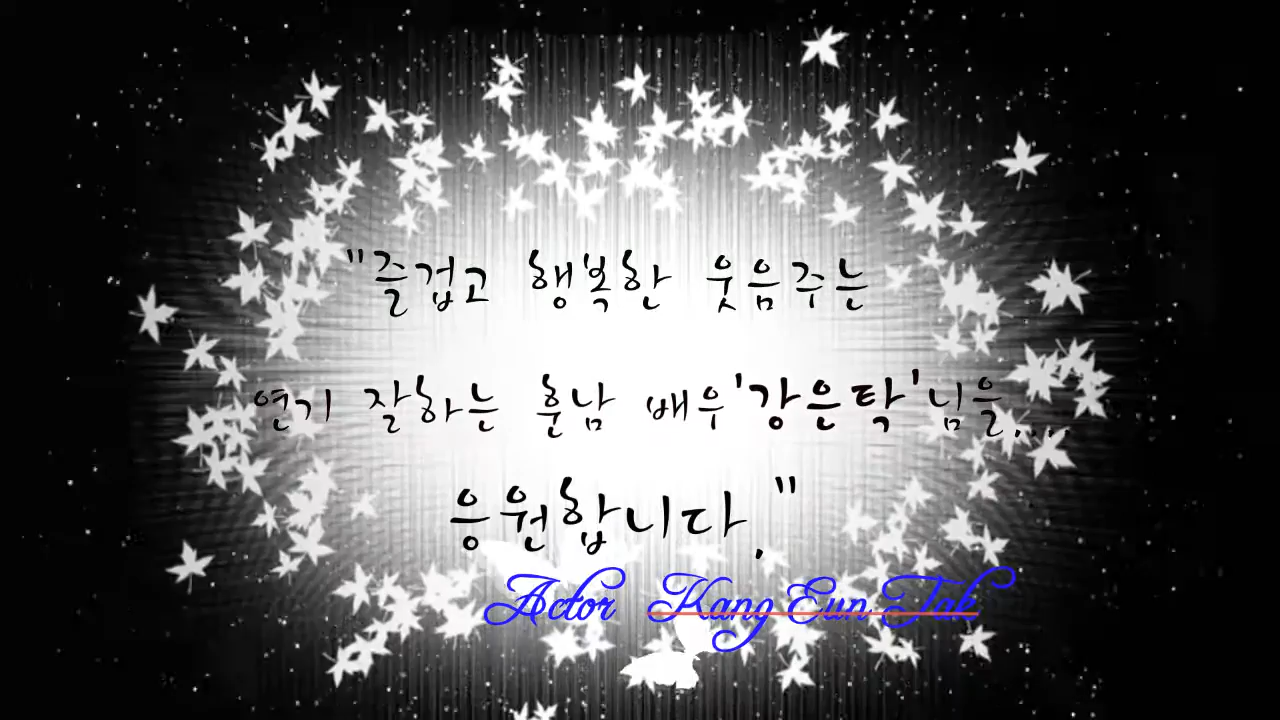 "즐겁고 행복한 웃음주는
연기 잘하는 훈남 배우'강은탁'님을....
응원합니다."
Actor Kang Eun Tak